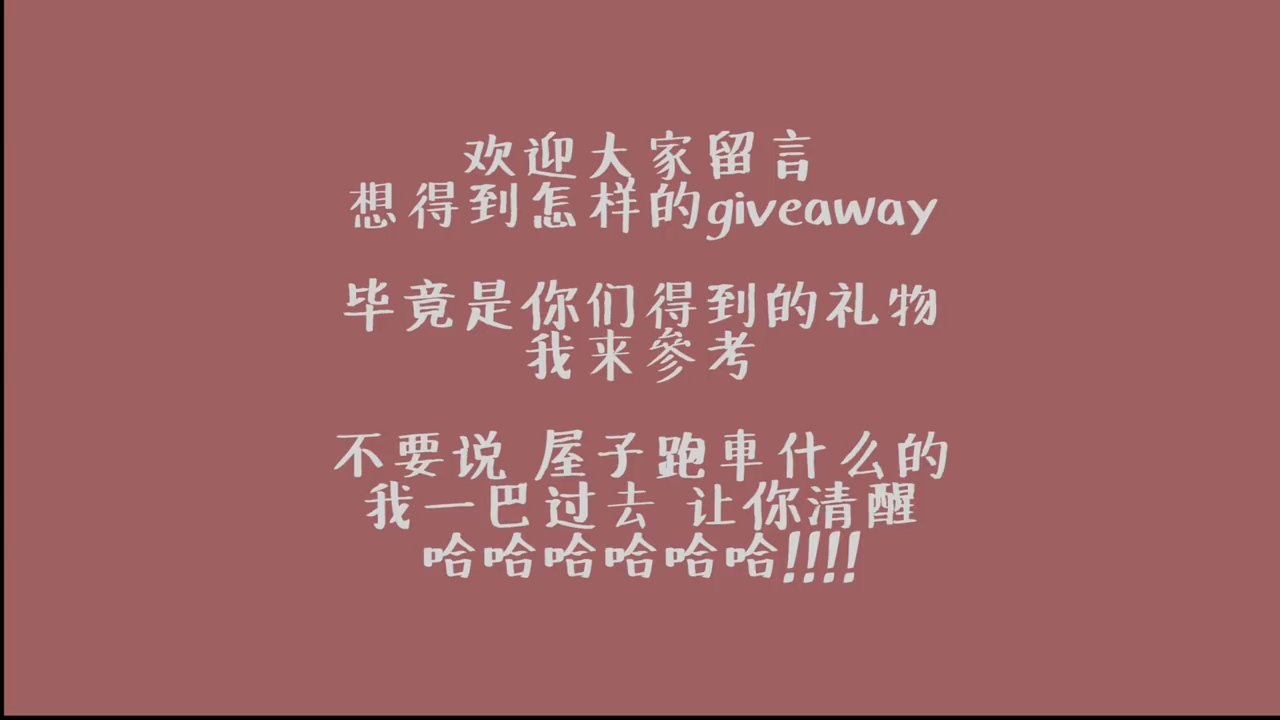 欢迎大家留言
想得到怎样的giveaway
毕竟是你们得到的礼物
我来參考
不要说 屋子跑車什么的
我一巴过去 让你清醒
哈哈哈哈哈哈!!!!